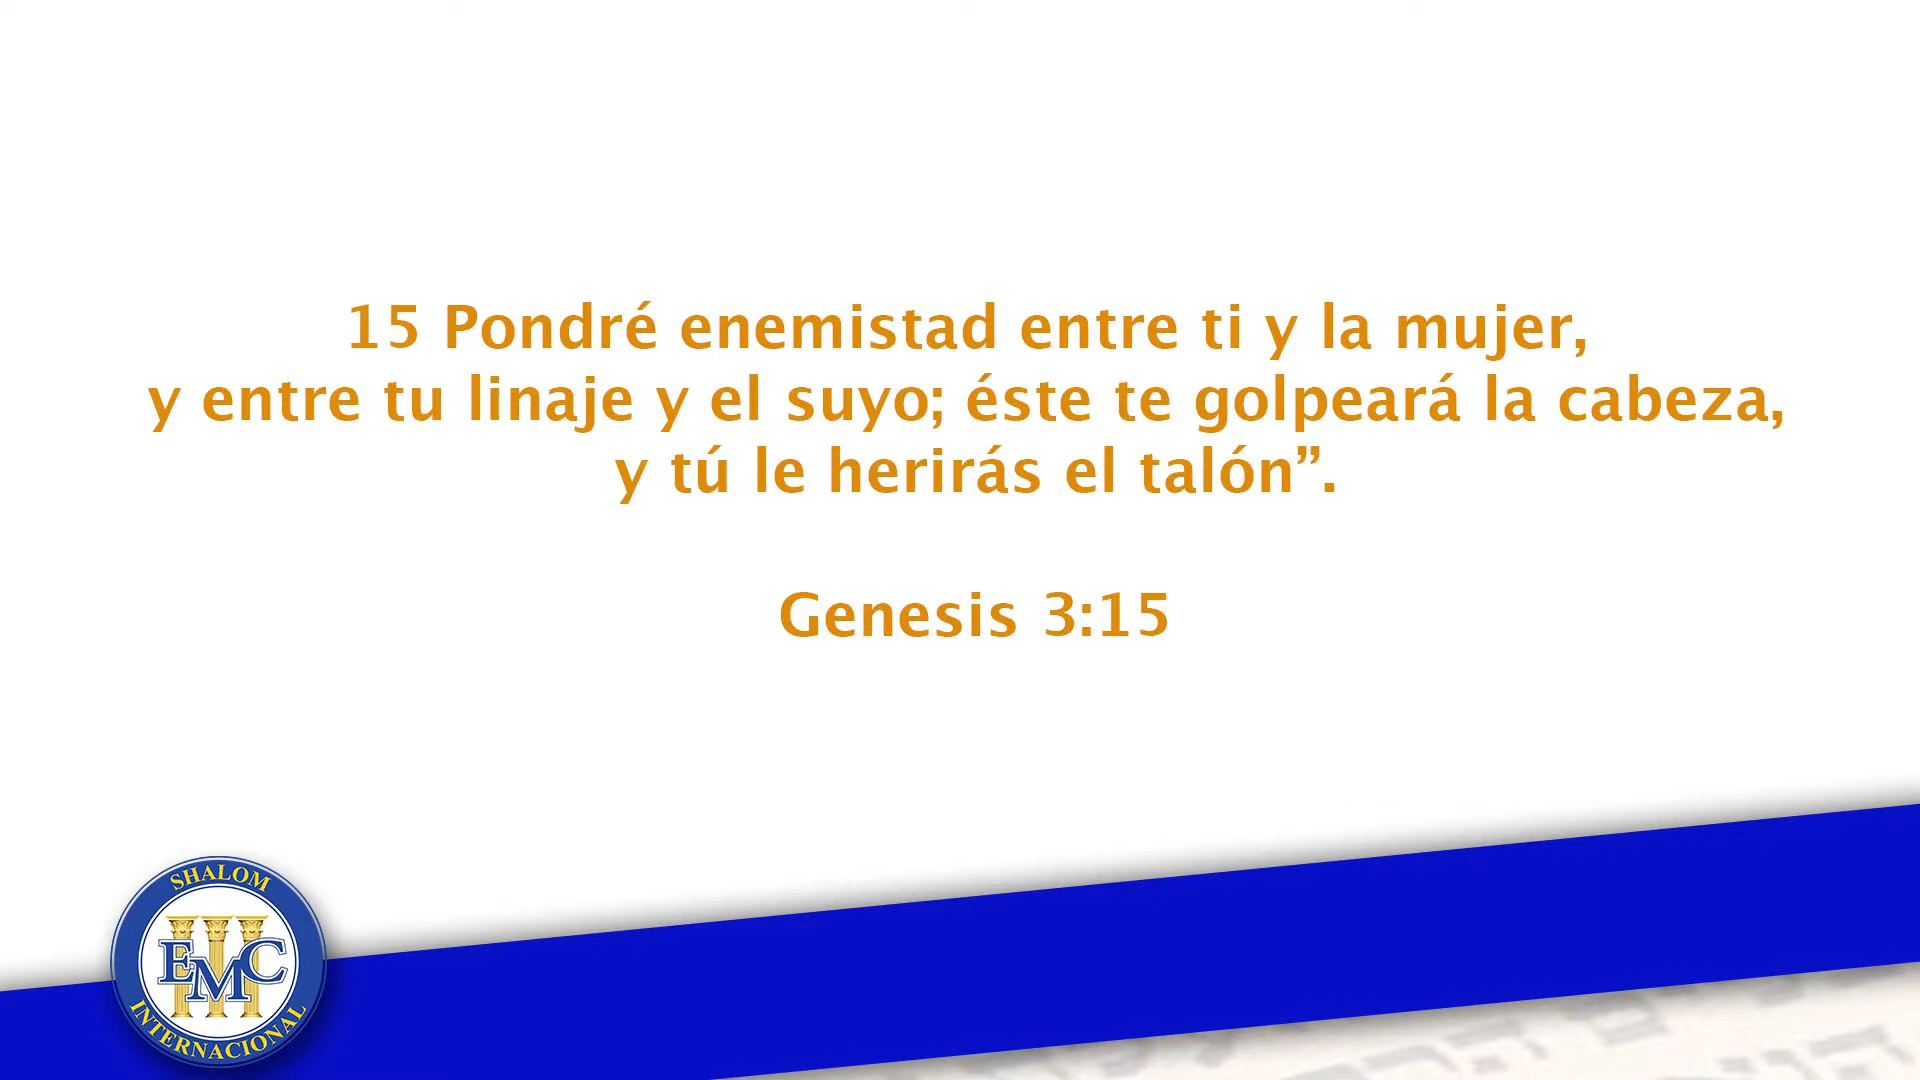 15 Pondré enemistad entre ti y la mujer,
y entre tu linaje y el suyo; éste te golpeará la cabeza,
y tú le herirás el talón”.
Genesis 3:15
SHALOM
EMC
INTERNACIONAL